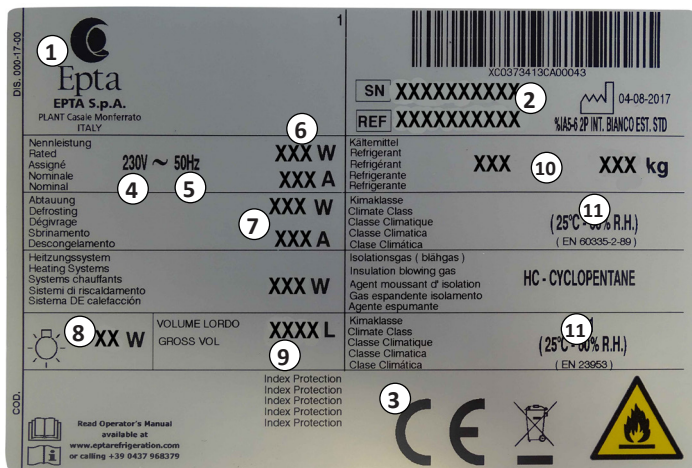 DIS. 000-17-00
1
1
Epta
EPTA S.p.A.
PLANT Casale Monferrato
ITALY
XC0373413CA00043
SN XXXXXXXXXX 2
REF XXXXXXXXXX
04-08-2017
%IA5-6 2P INT. BIANCO EST. STD
6
Nennleistung
Rated
Assigné
Nominale
Nominal
230V ~ 50Hz
4
5
XXX W
XXX A
Kältemittel
Refrigerant
Refrigérant
Refrigerante
Refrigerante
XXX 10 XXX kg
Abtauung
Defrosting
Dégivrage
Sbrinamento
Descongelamento
7
XXX W
XXX A
Kimaklasse
Climate Class
Classe Climatique
Classe Climatica
Clase Climática
11
(25°C - 60% R.H.)
( EN 60335-2-89 )
Heitzungssystem
Heating Systems
Systems chauffants
Sistemi di riscaldamento
Sistema DE calefacción
XXX W
Isolationsgas ( blähgas )
Insulation blowing gas
Agent moussant d' isolation
Gas espandente isolamento
Agente espumante
HC - CYCLOPENTANE
8
XX W
VOLUME LORDO
GROSS VOL
XXXX L
9
Kimaklasse
Climate Class
Classe Climatique
Classe Climatica
Clase Climática
11
(25°C - 60% R.H.)
( EN 23953 )
COD.
Index Protection
Index Protection
Index Protection
Index Protection
Index Protection
Read Operator's Manual
available at
www.eptarefrigeration.com
or calling +39 0437 968379
3
CE